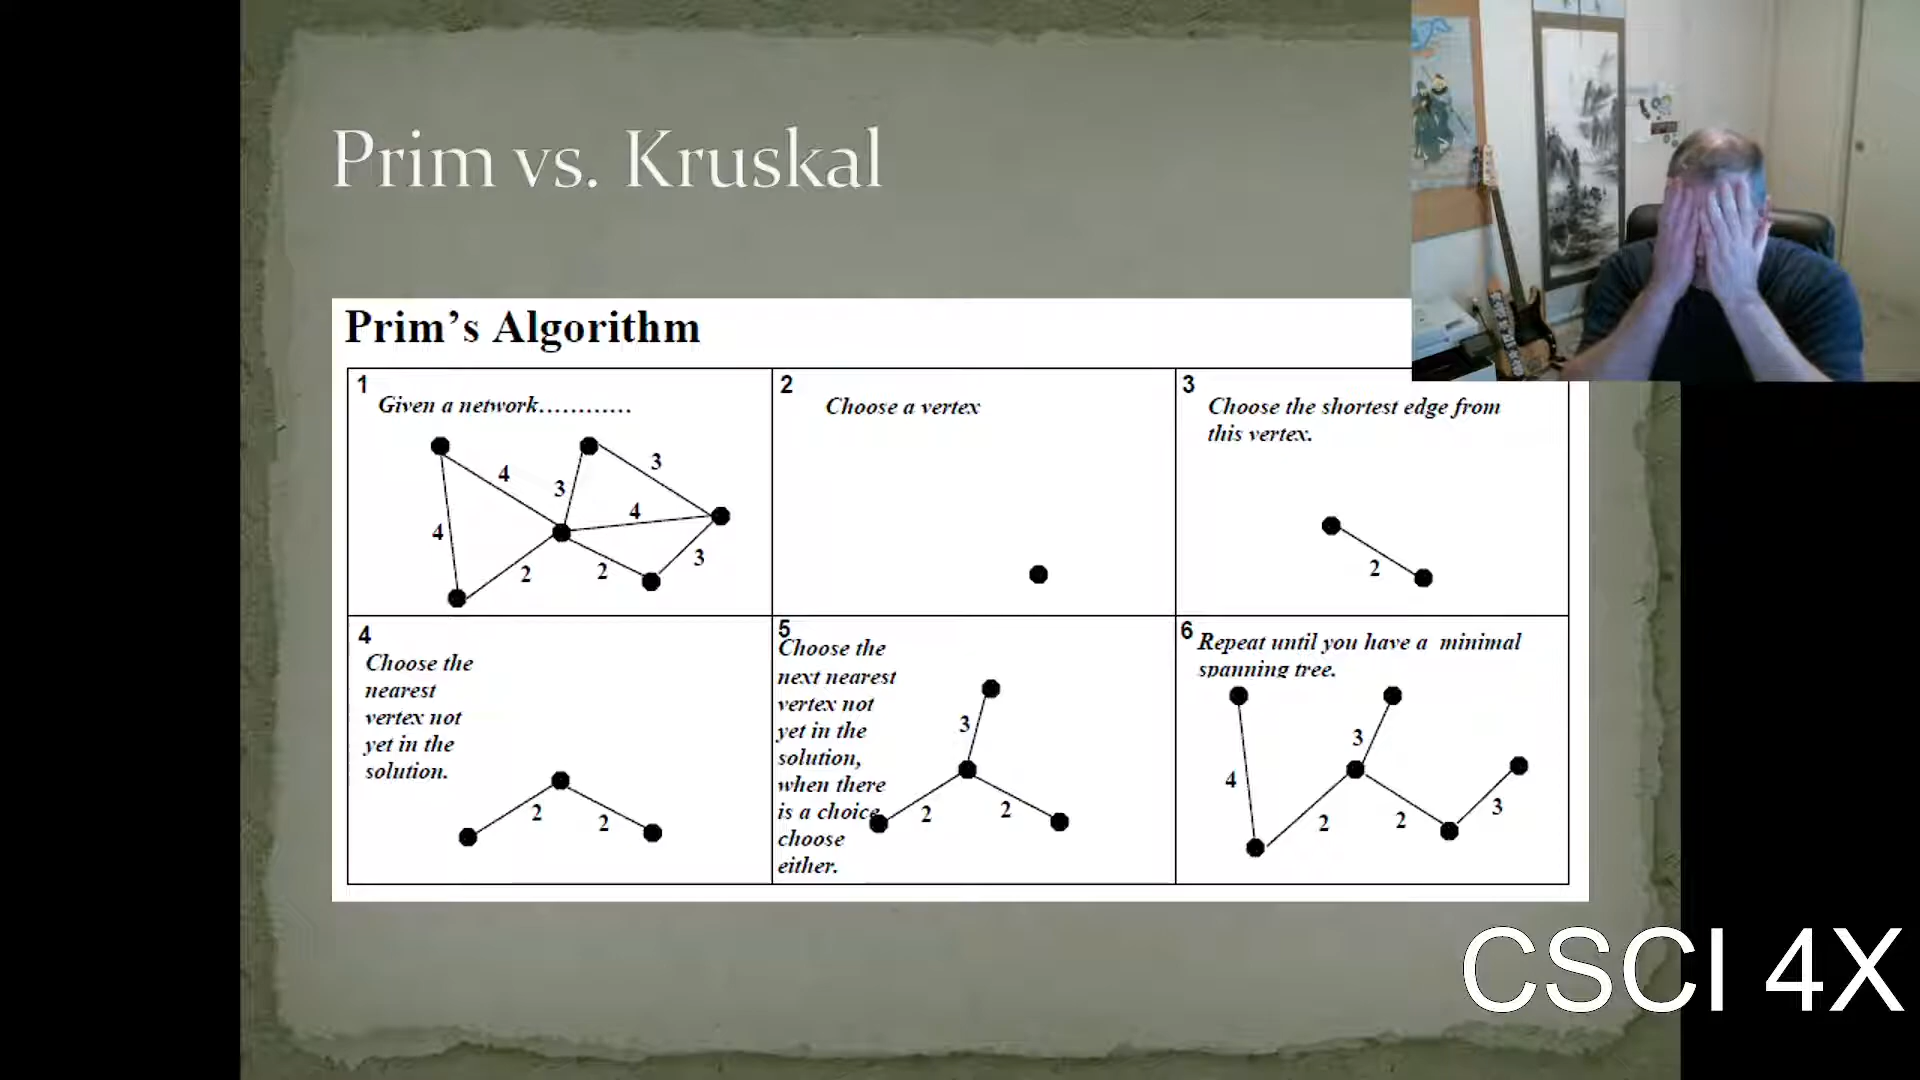 Prim vs. Kruskal
Prim's Algorithm
1
Given a network............
4
3
3
4
4
3
2
2
2
Choose a vertex
3
Choose the shortest edge from
this vertex.
2
4
Choose the
nearest
vertex not
yet in the
solution.
2
2
5
Choose the
next nearest
vertex not
yet in the
solution,
when there
is a choice
choose
either.
3
2
2
6
Repeat until you have a minimal
spanning tree.
3
4
3
2
2
CSCI 4X